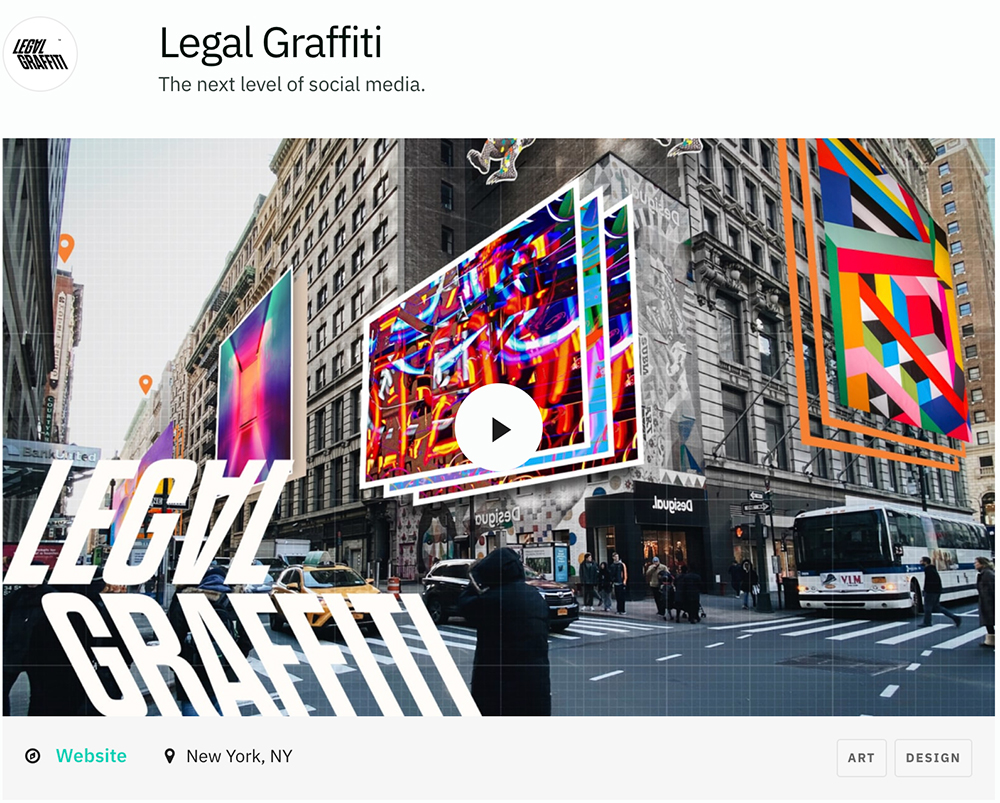 LEGAL
GRAFFITI
Legal Graffiti
The next level of social media.
Desigual
BankUnited
Desigual.
Desigual
V.I.M.
LEGAL
GRAFFITI
Website
New York, NY
ART
DESIGN